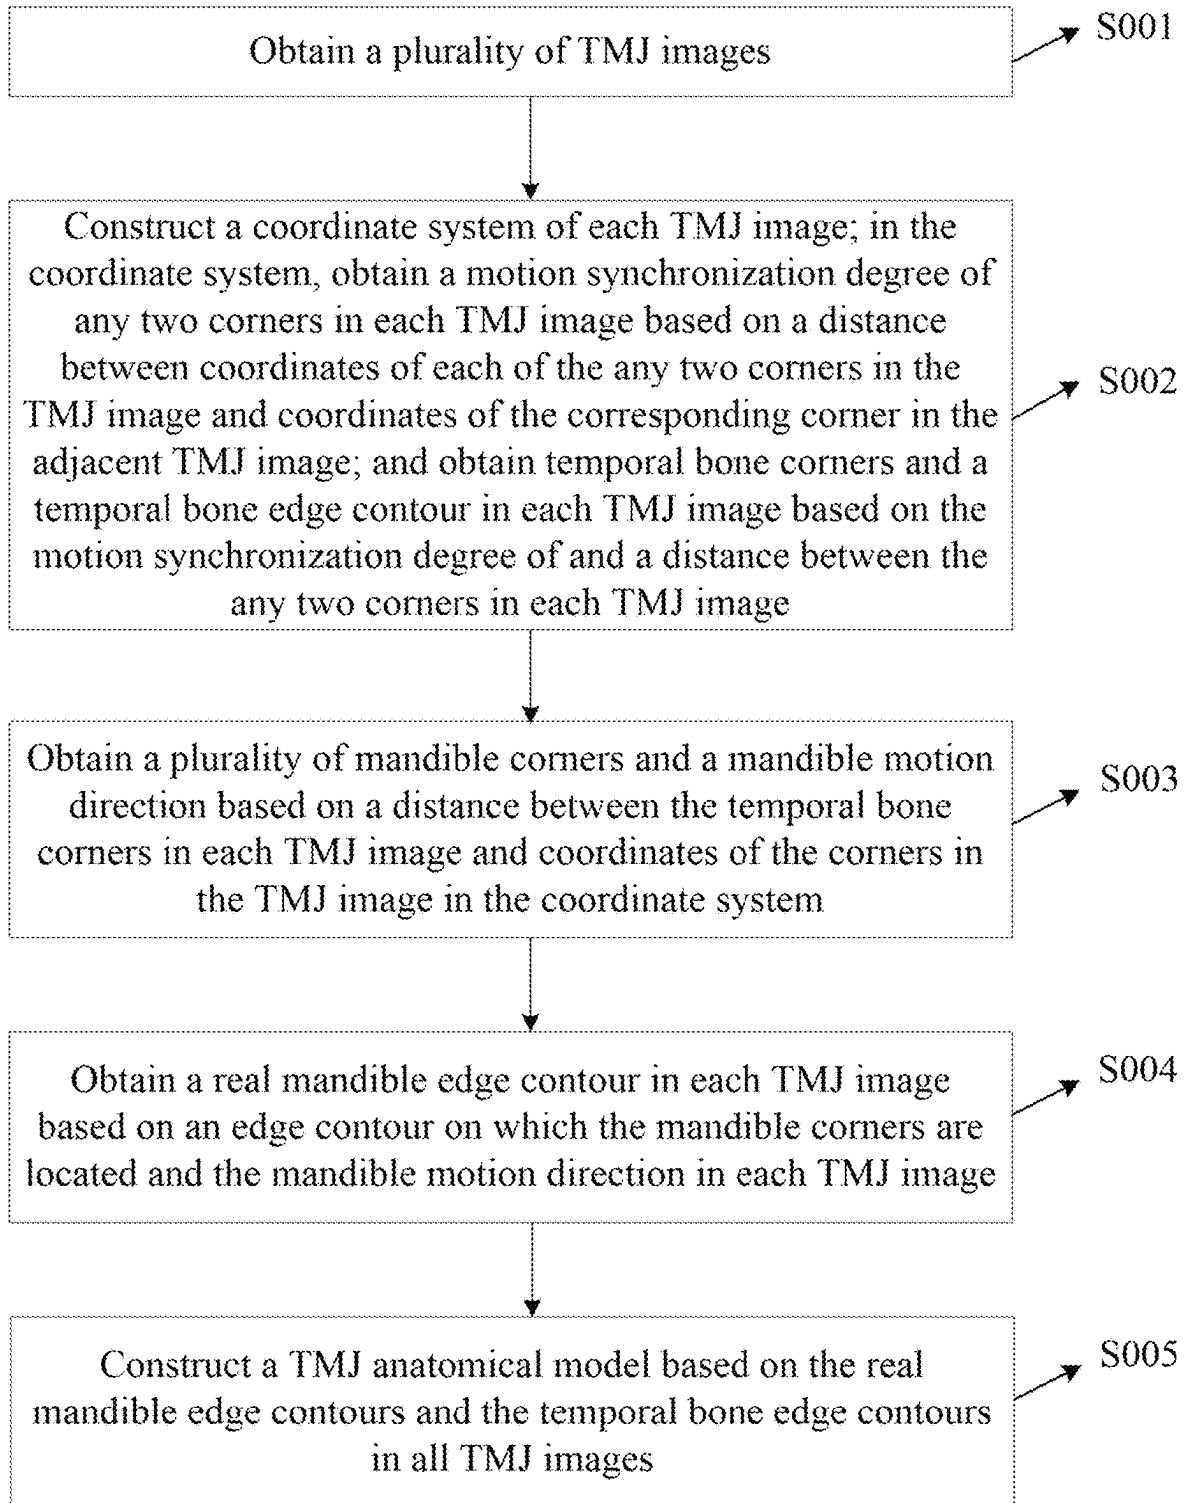 Obtain a plurality of TMJ images
S001
Construct a coordinate system of each TMJ image; in the
coordinate system, obtain a motion synchronization degree of
any two corners in each TMJ image based on a distance
between coordinates of each of the any two corners in the
TMJ image and coordinates of the corresponding corner in the
adjacent TMJ image; and obtain temporal bone corners and a
temporal bone edge contour in each TMJ image based on the
motion synchronization degree of and a distance between the
any two corners in each TMJ image
S002
Obtain a plurality of mandible corners and a mandible motion
direction based on a distance between the temporal bone
corners in each TMJ image and coordinates of the corners in
the TMJ image in the coordinate system
S003
Obtain a real mandible edge contour in each TMJ image
based on an edge contour on which the mandible corners are
located and the mandible motion direction in each TMJ image
S004
Construct a TMJ anatomical model based on the real
mandible edge contours and the temporal bone edge contours
in all TMJ images
S005